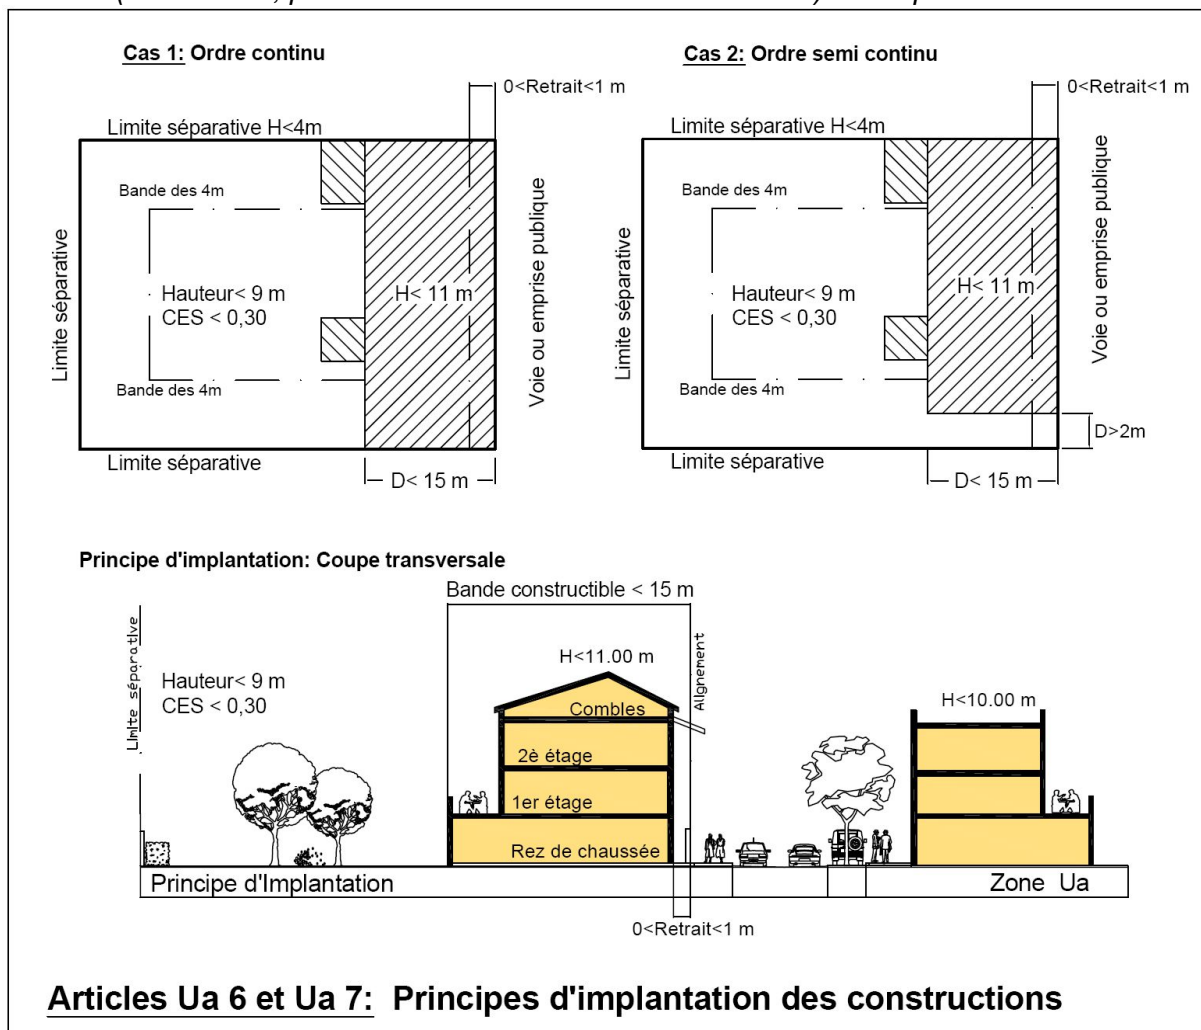 Cas 1: Ordre continu
0<Retrait<1 m
Limite séparative H<4m
Bande des 4m
Limite séparative
Hauteur< 9 m
CES < 0,30
H< 11 m
Voie ou emprise publique
Bande des 4m
Limite séparative
D< 15 m
Cas 2: Ordre semi continu
0<Retrait<1 m
Limite séparative H<4m
Bande des 4m
Limite séparative
Hauteur< 9 m
CES < 0,30
H< 11 m
Voie ou emprise publique
Bande des 4m
D>2m
Limite séparative
D< 15 m
Principe d'implantation: Coupe transversale
Bande constructible < 15 m
Limite séparative
Hauteur< 9 m
CES < 0,30
H<11.00 m
Alignement
Combles
2è étage
1er étage
Rez de chaussée
H<10.00 m
Principe d'Implantation
Zone Ua
0<Retrait<1 m
Articles Ua 6 et Ua 7: Principes d'implantation des constructions